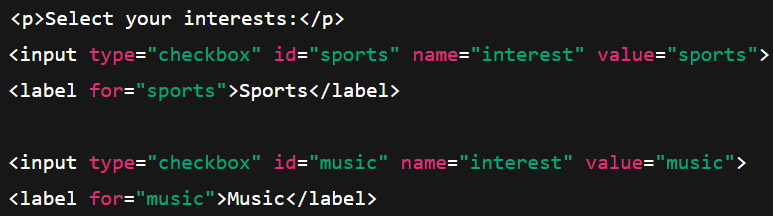 <p>Select your interests:</p>
<input type="checkbox" id="sports" name="interest" value="sports">
<label for="sports">Sports</label>
<input type="checkbox" id="music" name="interest" value="music">
<label for="music">Music</label>